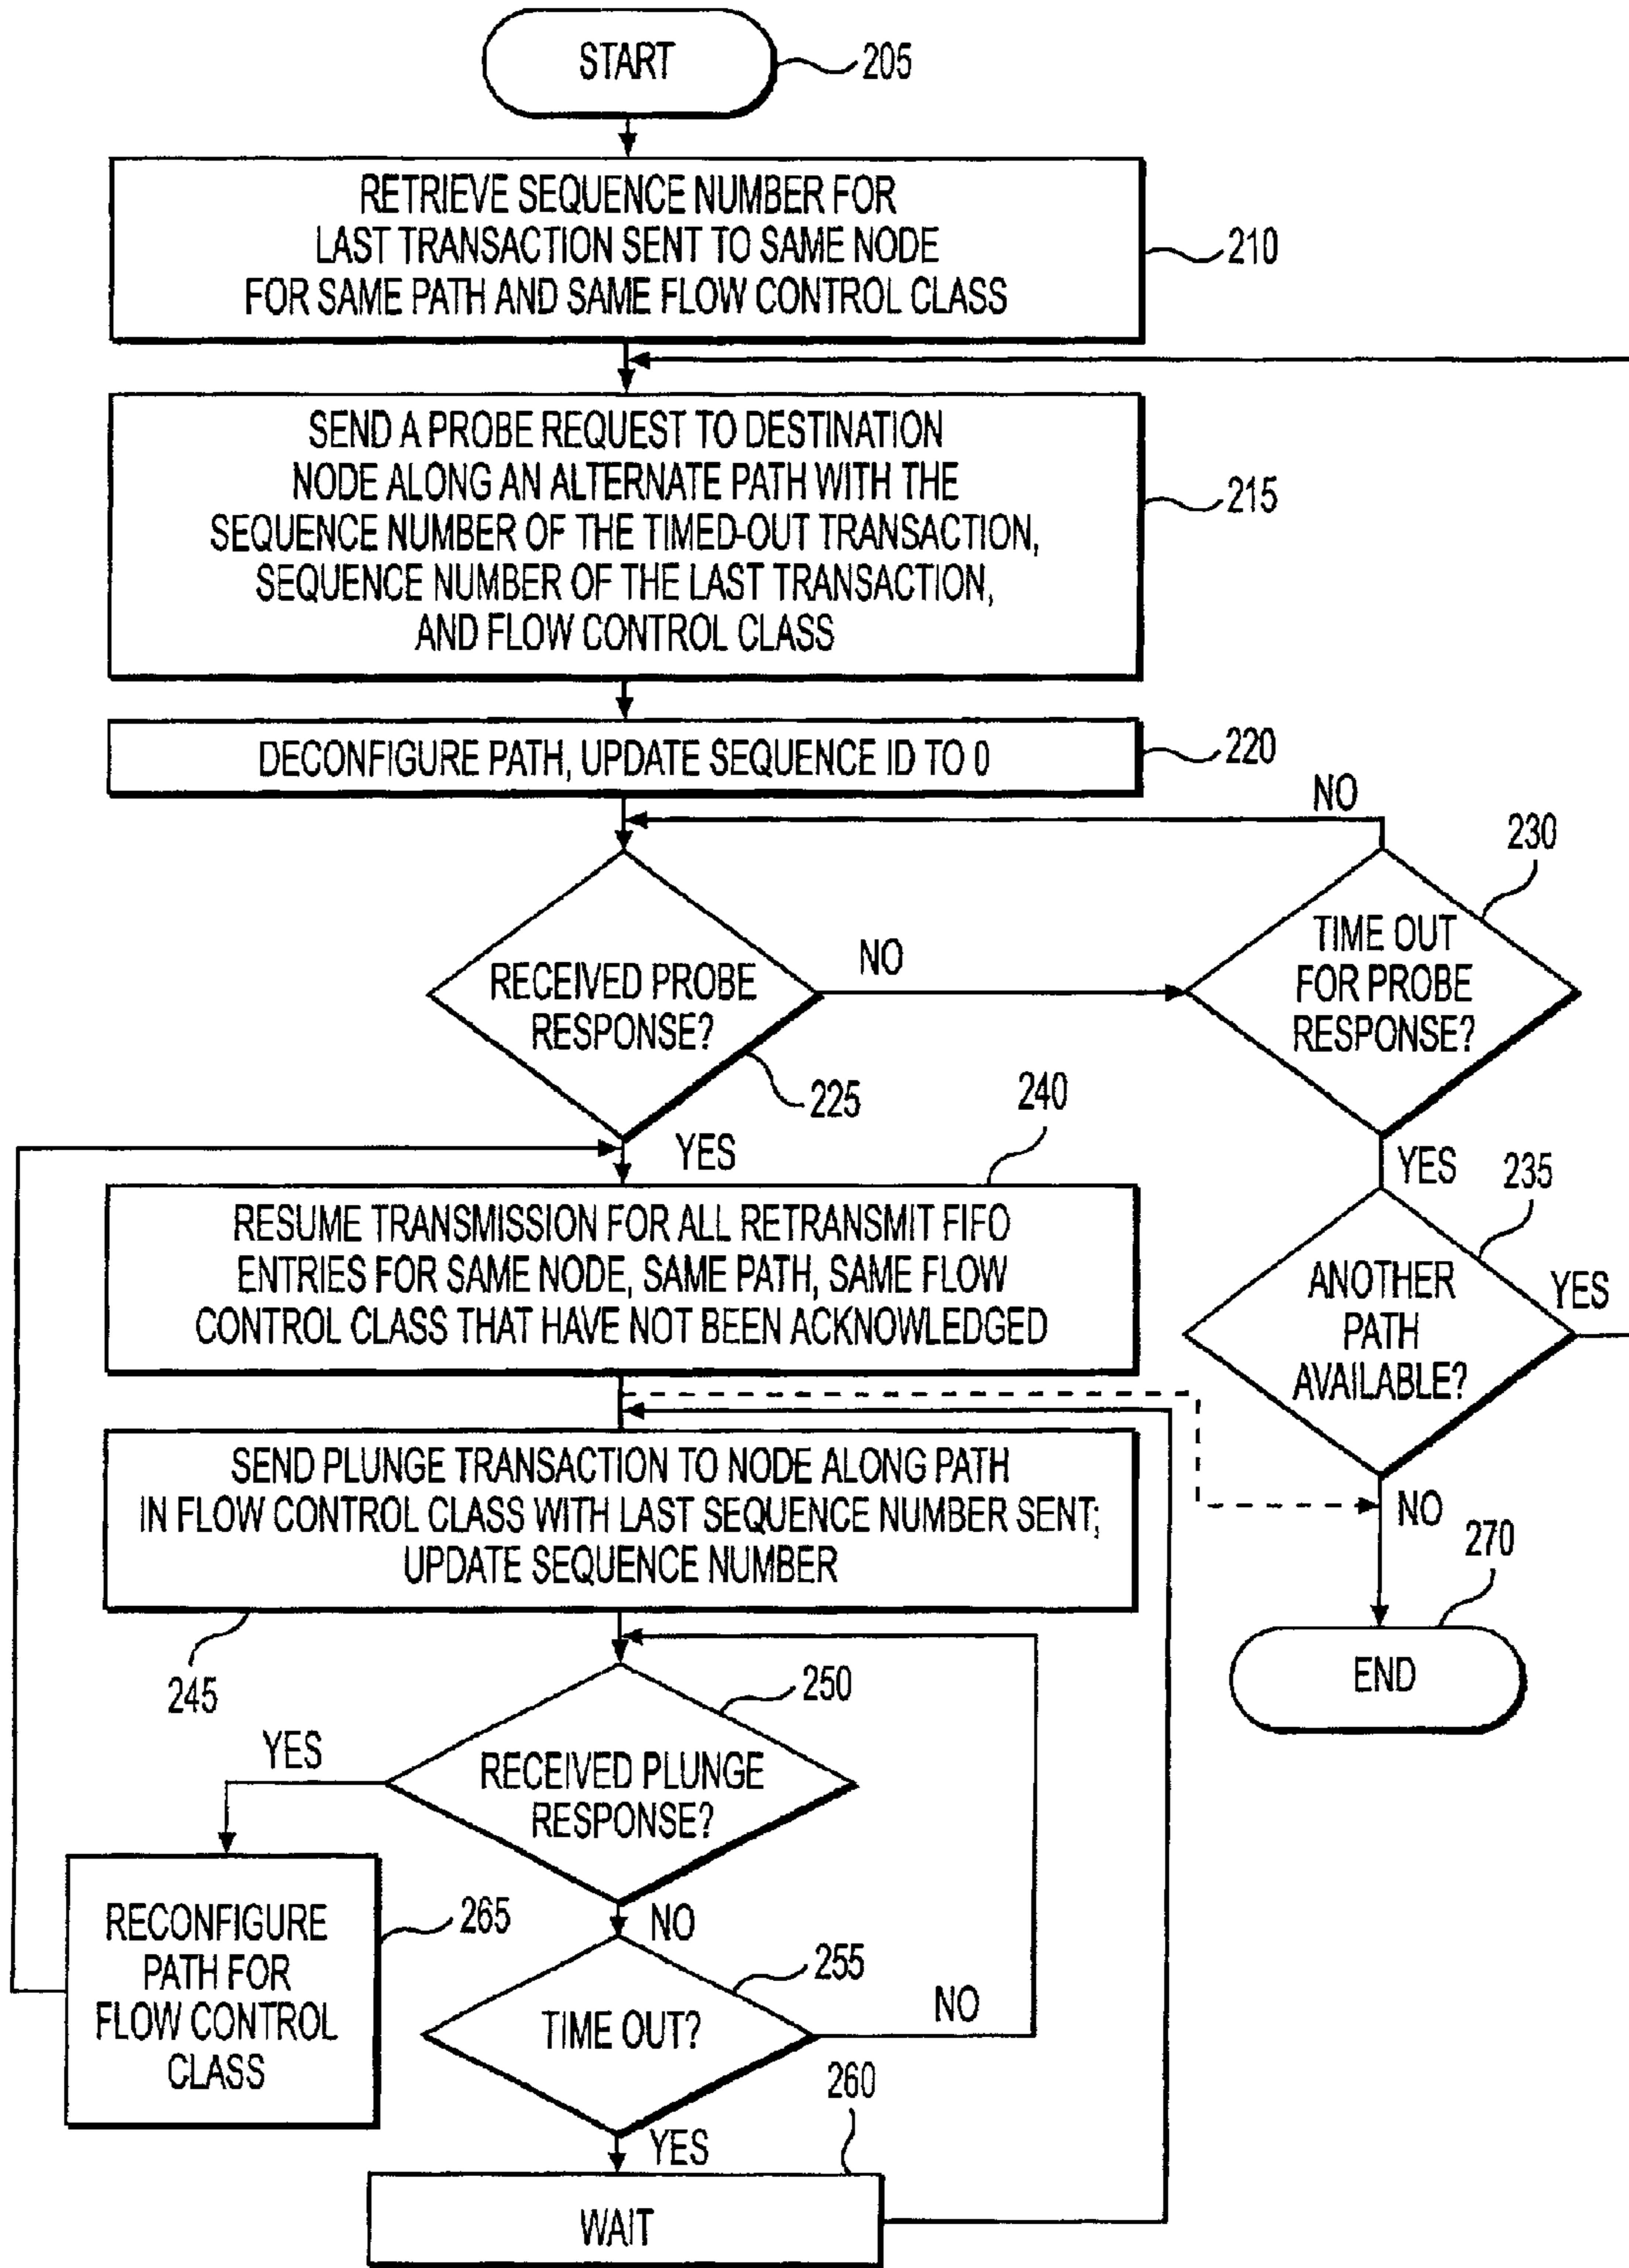 START
205
RETRIEVE SEQUENCE NUMBER FOR
LAST TRANSACTION SENT TO SAME NODE
FOR SAME PATH AND SAME FLOW CONTROL CLASS
210
SEND A PROBE REQUEST TO DESTINATION
NODE ALONG AN ALTERNATE PATH WITH THE
SEQUENCE NUMBER OF THE TIMED-OUT TRANSACTION,
SEQUENCE NUMBER OF THE LAST TRANSACTION,
AND FLOW CONTROL CLASS
215
DECONFIGURE PATH, UPDATE SEQUENCE ID TO 0
220
NO
230
TIME OUT
FOR PROBE
RESPONSE?
NO
RECEIVED PROBE
RESPONSE?
225
YES
240
YES
235
RESUME TRANSMISSION FOR ALL RETRANSMIT FIFO
ENTRIES FOR SAME NODE, SAME PATH, SAME FLOW
CONTROL CLASS THAT HAVE NOT BEEN ACKNOWLEDGED
ANOTHER
PATH
AVAILABLE?
YES
SEND PLUNGE TRANSACTION TO NODE ALONG PATH
IN FLOW CONTROL CLASS WITH LAST SEQUENCE NUMBER SENT;
UPDATE SEQUENCE NUMBER
NO
270
END
245
250
YES
RECEIVED PLUNGE
RESPONSE?
RECONFIGURE
PATH FOR
FLOW CONTROL
CLASS
265
NO
255
TIME OUT?
NO
260
YES
WAIT